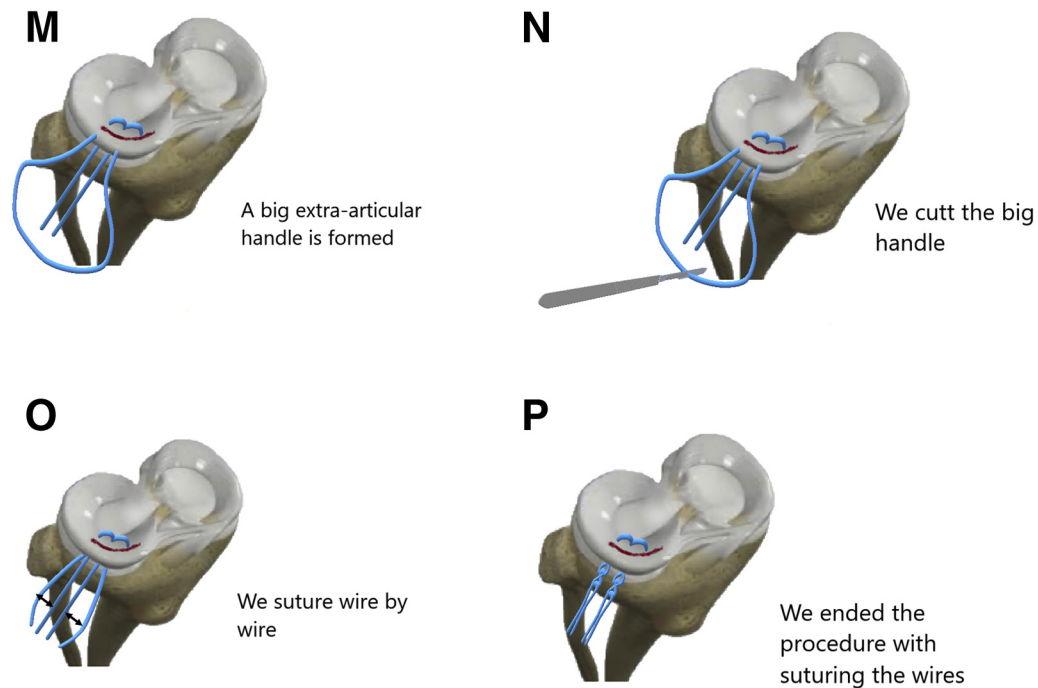 M
N
A big extra-articular
handle is formed
We cutt the big
handle
O
P
We suture wire by
wire
We ended the
procedure with
suturing the wires